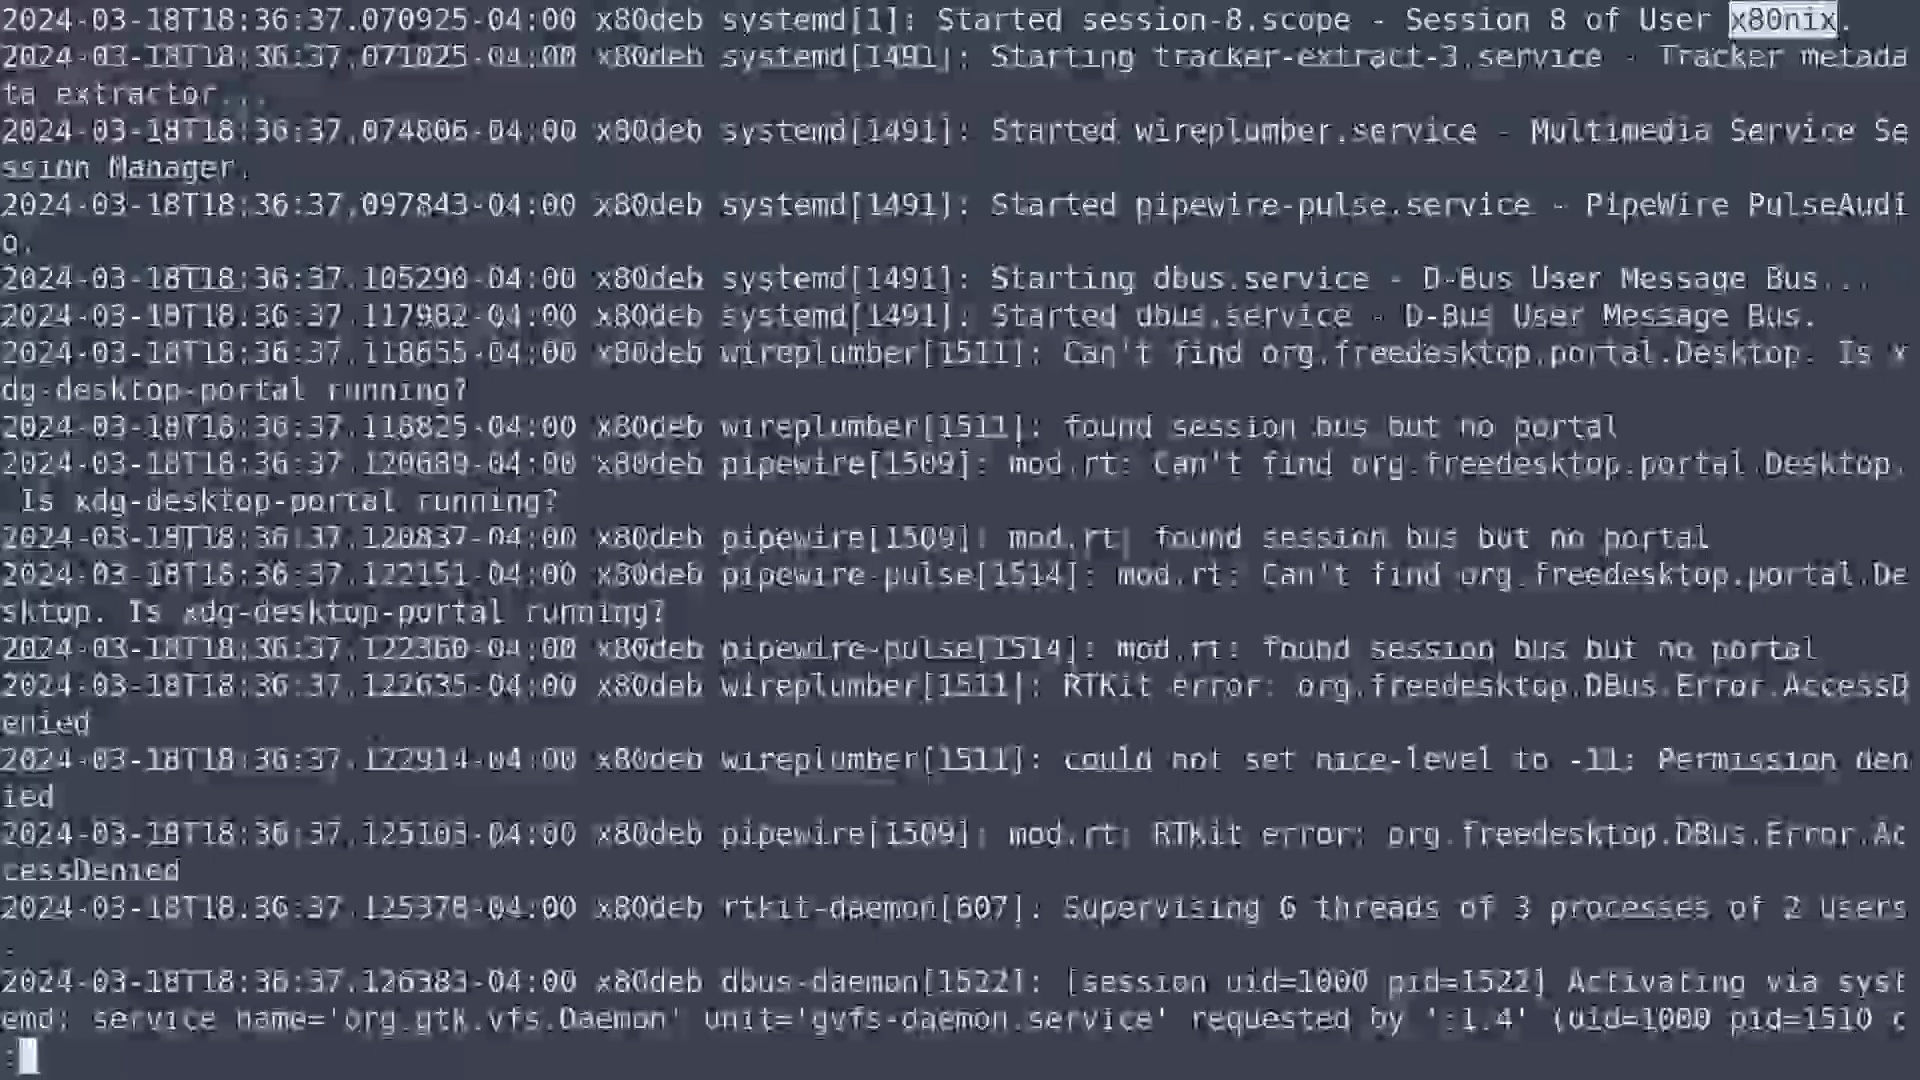 2024-03-18T18:36:37.070925-04:00 x80deb systemd[1]: Started session-8.scope - Session 8 of User x80nix.
2024-03-18T18:36:37.071025-04:00 x80deb systemd[1491]: Starting tracker-extract-3.service - Tracker metada
ta extractor...
2024-03-18T18:36:37.074806-04:00 x80deb systemd[1491]: Started wireplumber.service - Multimedia Service Se
ssion Manager.
2024-03-18T18:36:37.097843-04:00 x80deb systemd[1491]: Started pipewire-pulse.service - PipeWire PulseAudi
o.
2024-03-18T18:36:37.105290-04:00 x80deb systemd[1491]: Starting dbus.service - D-Bus User Message Bus...
2024-03-18T18:36:37.117982-04:00 x80deb systemd[1491]: Started dbus.service - D-Bus User Message Bus.
2024-03-18T18:36:37.118655-04:00 x80deb wireplumber[1511]: Can't find org.freedesktop.portal.Desktop. Is x
dg-desktop-portal running?
2024-03-18T18:36:37.118825-04:00 x80deb wireplumber[1511]: found session bus but no portal
2024-03-18T18:36:37.120689-04:00 x80deb pipewire[1509]: mod.rt: Can't find org.freedesktop.portal.Desktop.
Is xdg-desktop-portal running?
2024-03-18T18:36:37.120837-04:00 x80deb pipewire[1509]: mod.rt: found session bus but no portal
2024-03-18T18:36:37.122151-04:00 x80deb pipewire-pulse[1514]: mod.rt: Can't find org.freedesktop.portal.De
sktop. Is xdg-desktop-portal running?
2024-03-18T18:36:37.122360-04:00 x80deb pipewire-pulse[1514]: mod.rt: found session bus but no portal
2024-03-18T18:36:37.122635-04:00 x80deb wireplumber[1511]: RTKit error: org.freedesktop.DBus.Error.AccessD
enied
2024-03-18T18:36:37.122914-04:00 x80deb wireplumber[1511]: could not set nice-level to -11: Permission den
ied
2024-03-18T18:36:37.125103-04:00 x80deb pipewire[1509]: mod.rt: RTKit error: org.freedesktop.DBus.Error.Ac
cessDenied
2024-03-18T18:36:37.125378-04:00 x80deb rtkit-daemon[607]: Supervising 6 threads of 3 processes of 2 users
.
2024-03-18T18:36:37.126383-04:00 x80deb dbus-daemon[1522]: [session uid=1000 pid=1522] Activating via syst
emd: service name='org.gtk.vfs.Daemon' unit='gvfs-daemon.service' requested by ':1.4' (uid=1000 pid=1510 c
: